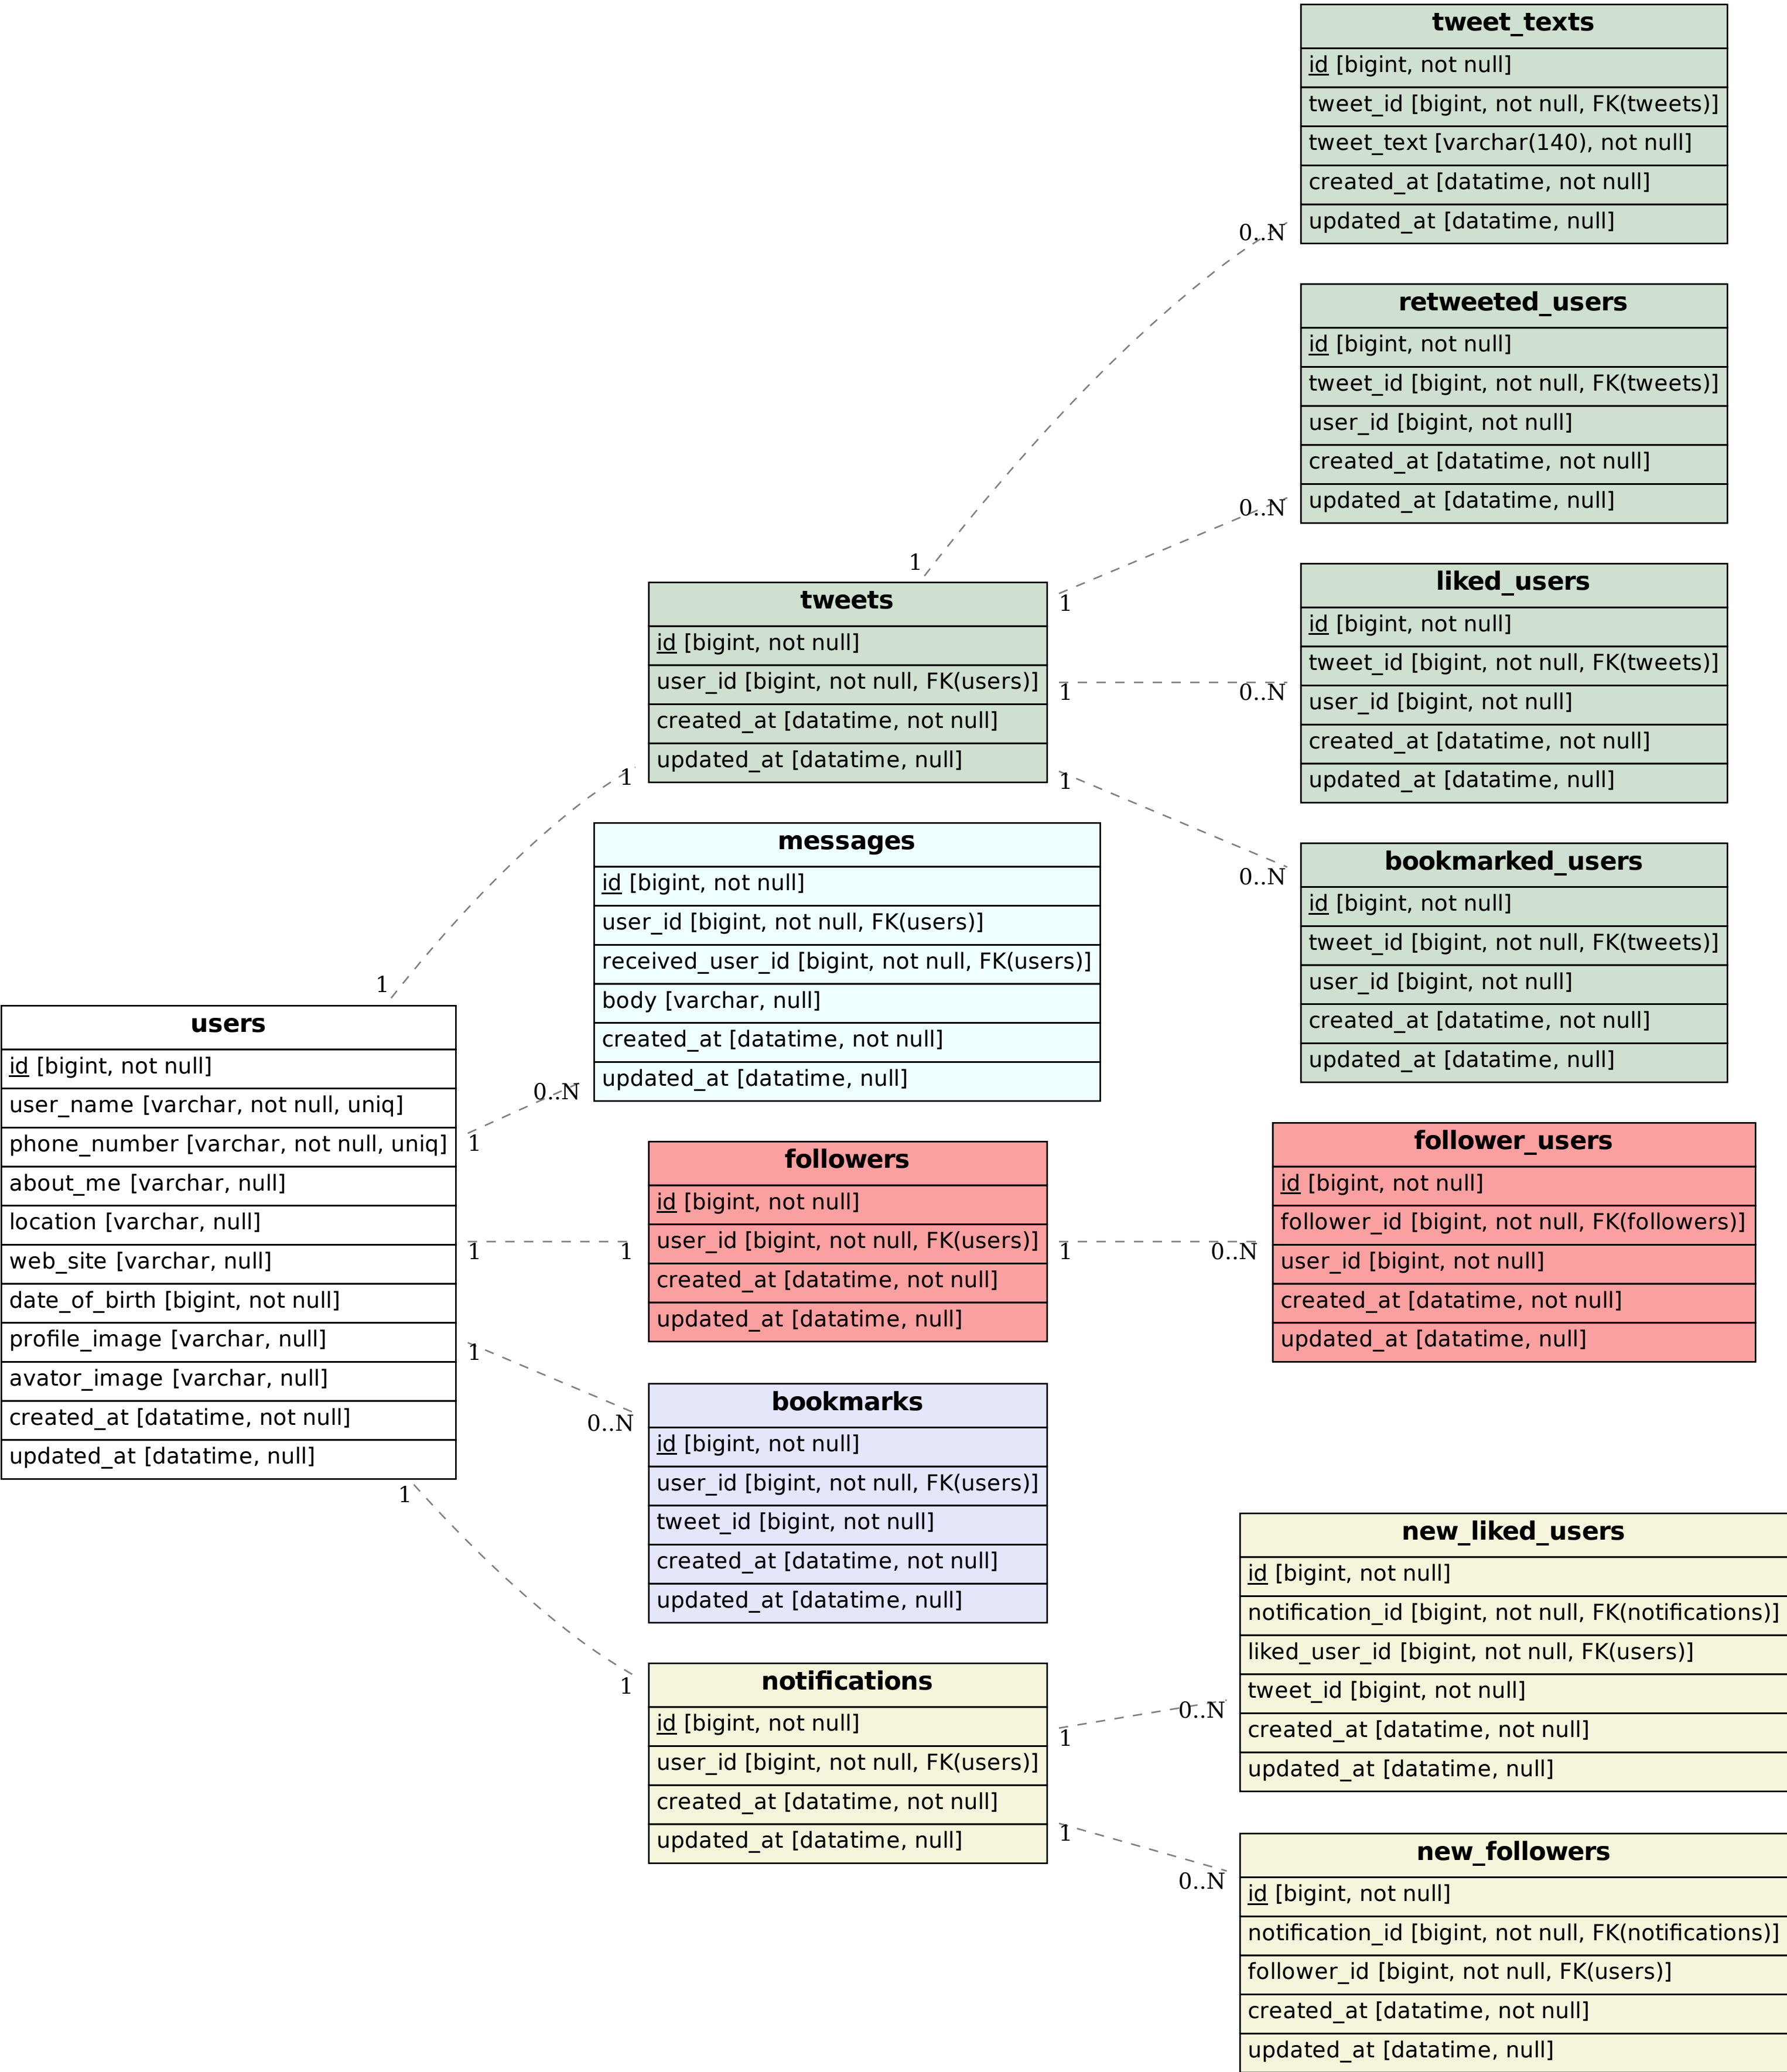 tweet_texts
id [bigint, not null]
tweet_id [bigint, not null, FK(tweets)]
tweet_text [varchar(140), not null]
created_at [datatime, not null]
updated_at [datatime, null]
0..N
retweeted_users
id [bigint, not null]
tweet_id [bigint, not null, FK(tweets)]
user_id [bigint, not null]
created_at [datatime, not null]
updated_at [datatime, null]
0..N
1
tweets
id [bigint, not null]
user_id [bigint, not null, FK(users)]
created_at [datatime, not null]
updated_at [datatime, null]
1
1
1
1
liked_users
id [bigint, not null]
tweet_id [bigint, not null, FK(tweets)]
user_id [bigint, not null]
created_at [datatime, not null]
updated_at [datatime, null]
0..N
messages
id [bigint, not null]
user_id [bigint, not null, FK(users)]
received_user_id [bigint, not null, FK(users)]
body [varchar, null]
created_at [datatime, not null]
updated_at [datatime, null]
0..N
bookmarked_users
id [bigint, not null]
tweet_id [bigint, not null, FK(tweets)]
user_id [bigint, not null]
created_at [datatime, not null]
updated_at [datatime, null]
0..N
1
users
id [bigint, not null]
user_name [varchar, not null, uniq]
phone_number [varchar, not null, uniq]
about_me [varchar, null]
location [varchar, null]
web_site [varchar, null]
date_of_birth [bigint, not null]
profile_image [varchar, null]
avator_image [varchar, null]
created_at [datatime, not null]
updated_at [datatime, null]
1
1
1
1
followers
id [bigint, not null]
user_id [bigint, not null, FK(users)]
created_at [datatime, not null]
updated_at [datatime, null]
1
1
follower_users
id [bigint, not null]
follower_id [bigint, not null, FK(followers)]
user_id [bigint, not null]
created_at [datatime, not null]
updated_at [datatime, null]
0..N
bookmarks
id [bigint, not null]
user_id [bigint, not null, FK(users)]
tweet_id [bigint, not null]
created_at [datatime, not null]
updated_at [datatime, null]
0..N
notifications
id [bigint, not null]
user_id [bigint, not null, FK(users)]
created_at [datatime, not null]
updated_at [datatime, null]
1
1
1
new_liked_users
id [bigint, not null]
notification_id [bigint, not null, FK(notifications)]
liked_user_id [bigint, not null, FK(users)]
tweet_id [bigint, not null]
created_at [datatime, not null]
updated_at [datatime, null]
0..N
new_followers
id [bigint, not null]
notification_id [bigint, not null, FK(notifications)]
follower_id [bigint, not null, FK(users)]
created_at [datatime, not null]
updated_at [datatime, null]
0..N